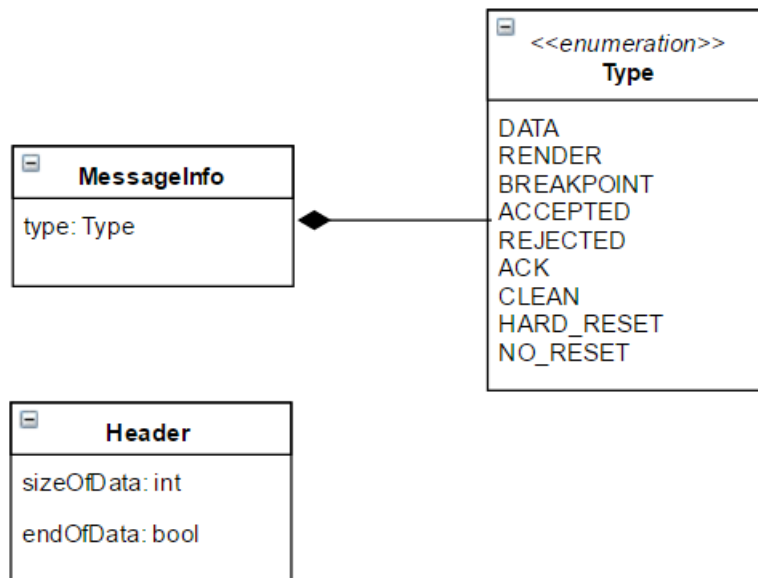 <<enumeration>>
Type
DATA
RENDER
BREAKPOINT
ACCEPTED
REJECTED
ACK
CLEAN
HARD_RESET
NO_RESET
MessageInfo
type: Type
Header
sizeOfData: int
endOfData: bool